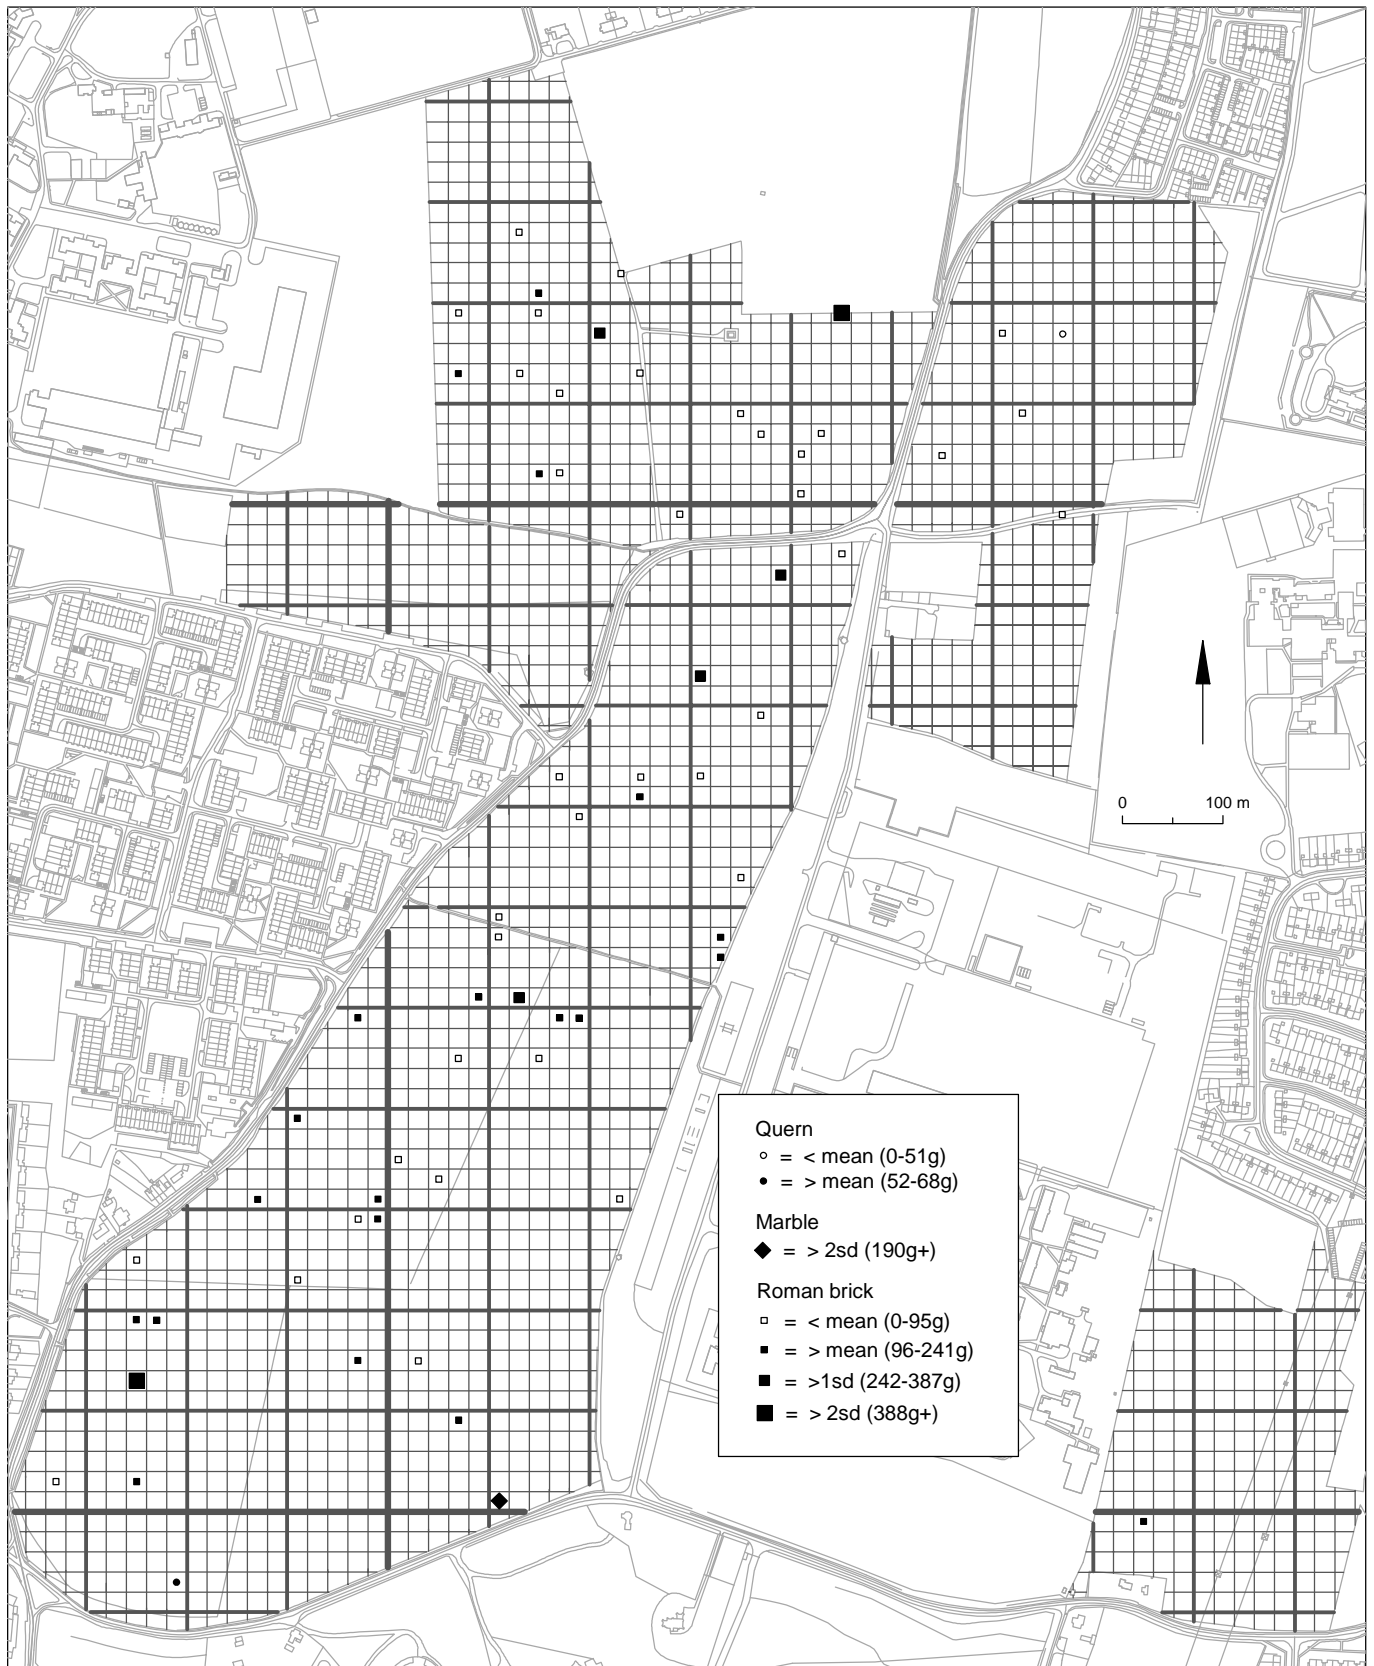 0 100 m
Quern
= < mean (0-51g)
= > mean (52-68g)
Marble
= > 2sd (190g+)
Roman brick
= < mean (0-95g)
= > mean (96-241g)
= >1sd (242-387g)
= > 2sd (388g+)